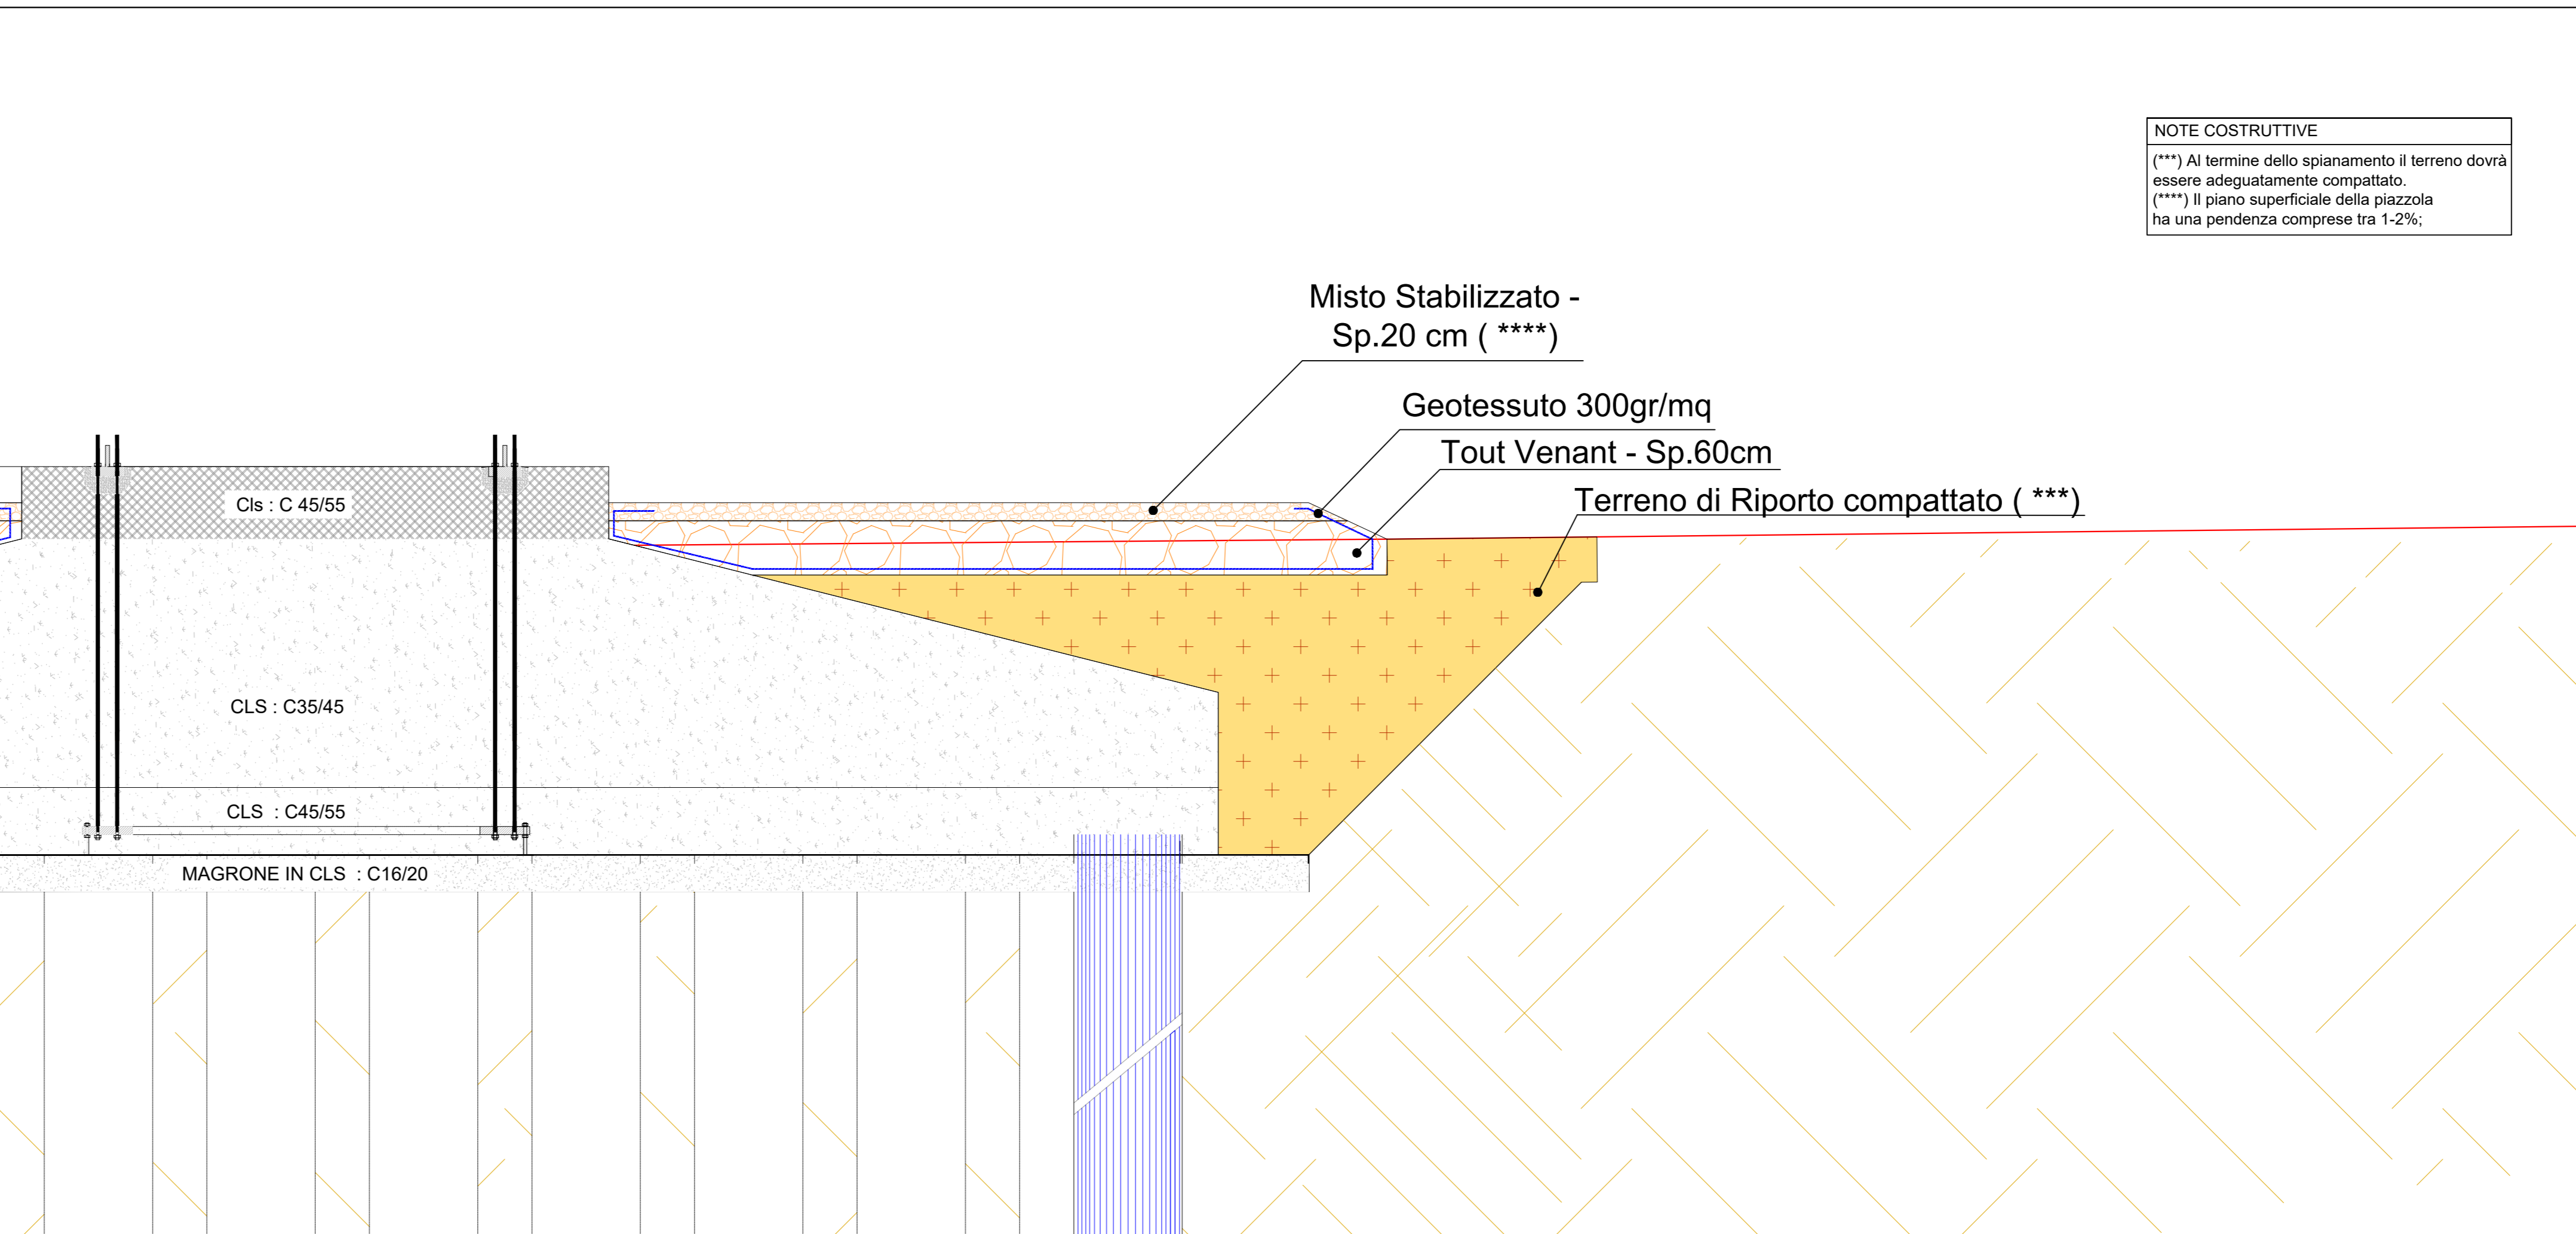 NOTE COSTRUTTIVE
(***) Al termine dello spianamento il terreno dovrà
essere adeguatamente compattato.
(****) Il piano superficiale della piazzola
ha una pendenza comprese tra 1-2%;
Misto Stabilizzato -
Sp.20 cm ( ****)
Geotessuto 300gr/mq
Tout Venant - Sp.60cm
Terreno di Riporto compattato ( ***)
Cls : C 45/55
CLS : C35/45
CLS : C45/55
MAGRONE IN CLS : C16/20